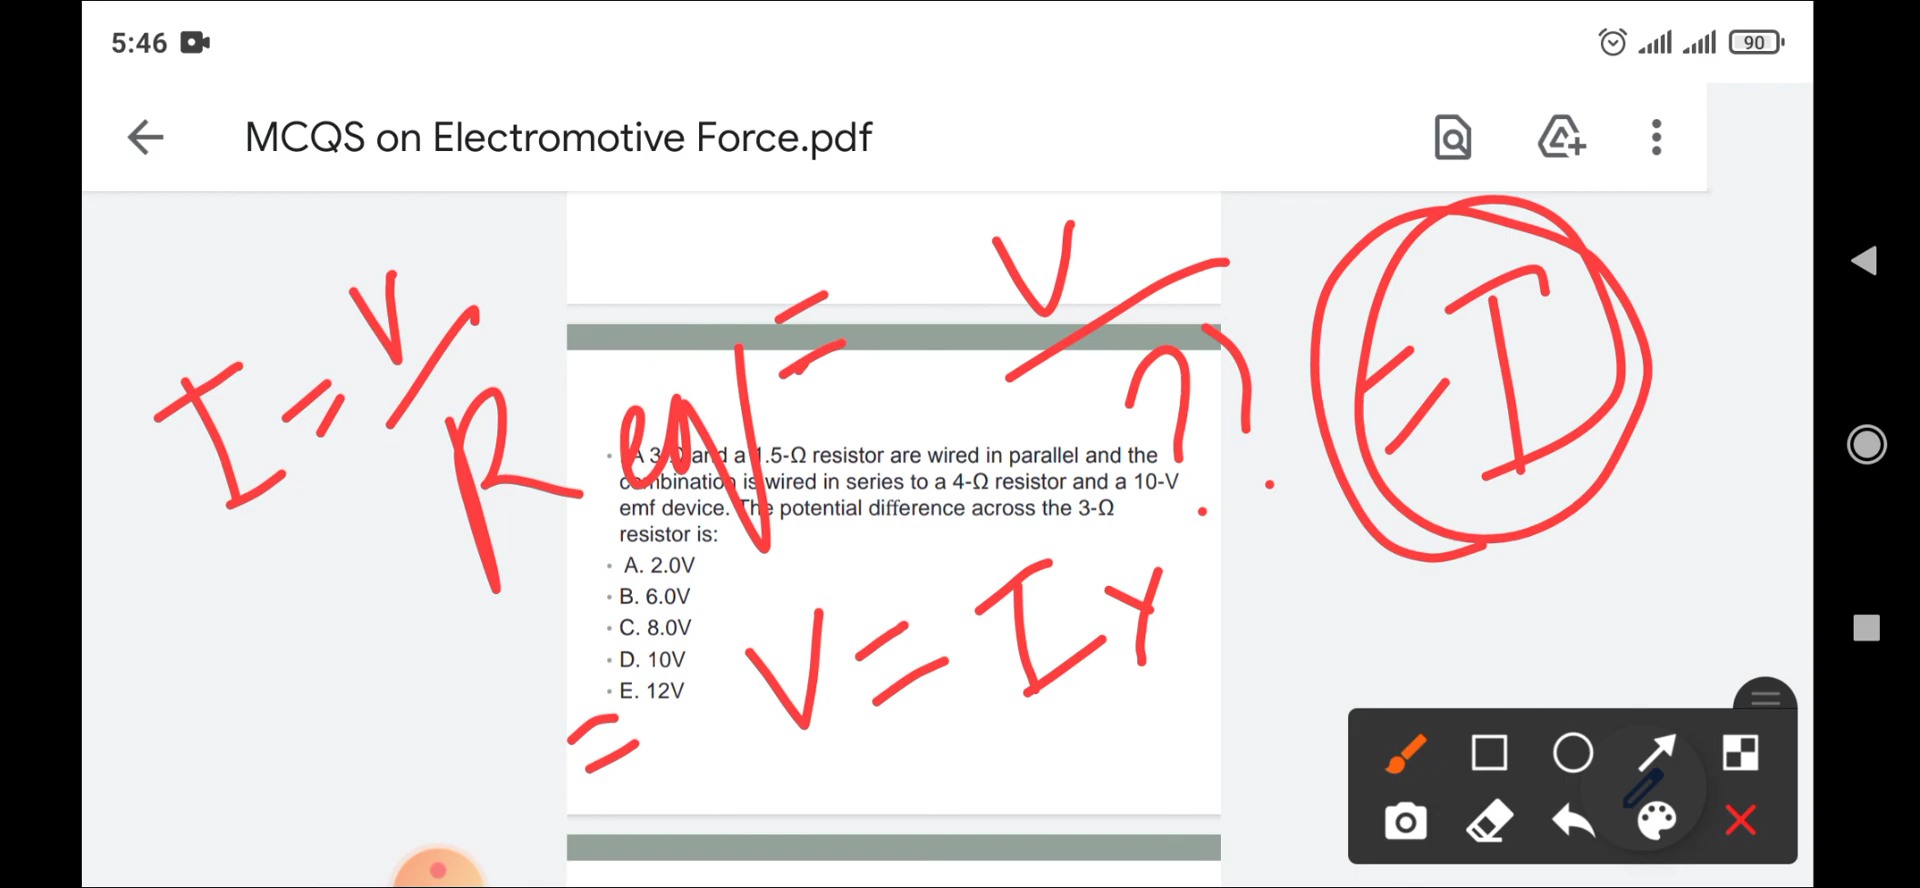 5:46 90
MCQS on Electromotive Force.pdf
I = V/Req = V/?? = I
A 3-Ω and a 1.5-Ω resistor are wired in parallel and the
combination is wired in series to a 4-Ω resistor and a 10-V
emf device. The potential difference across the 3-Ω
resistor is:
A. 2.0V
B. 6.0V
C. 8.0V
D. 10V
E. 12V
= V = Ir